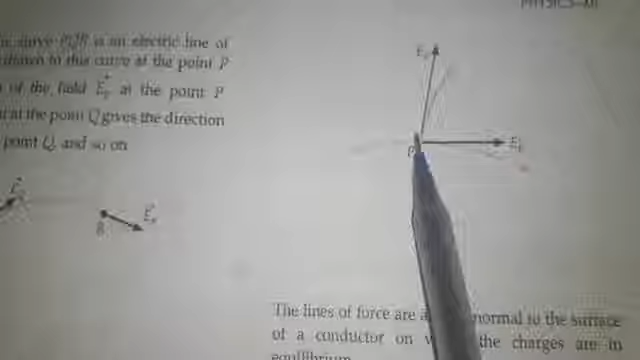 PHYSICS-XII
curve PQR is an electric line of
drawn to this curve at the point P
of the field E at the point P
at the point Q gives the direction
point Q and so on
E
E
P
E
R
E
The lines of force are normal to the surface
of a conductor on the charges are in
equilibrium